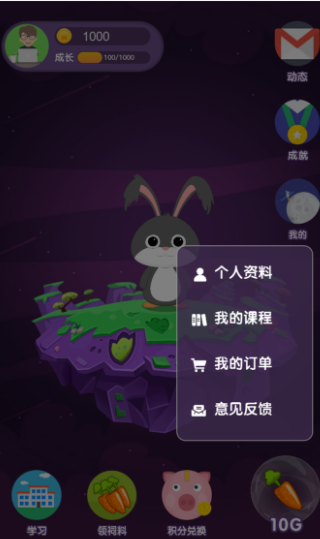 1000
成长 100/1000
动态
成就
我的
个人资料
我的课程
我的订单
意见反馈
学习
领饲料
积分兑换
10G